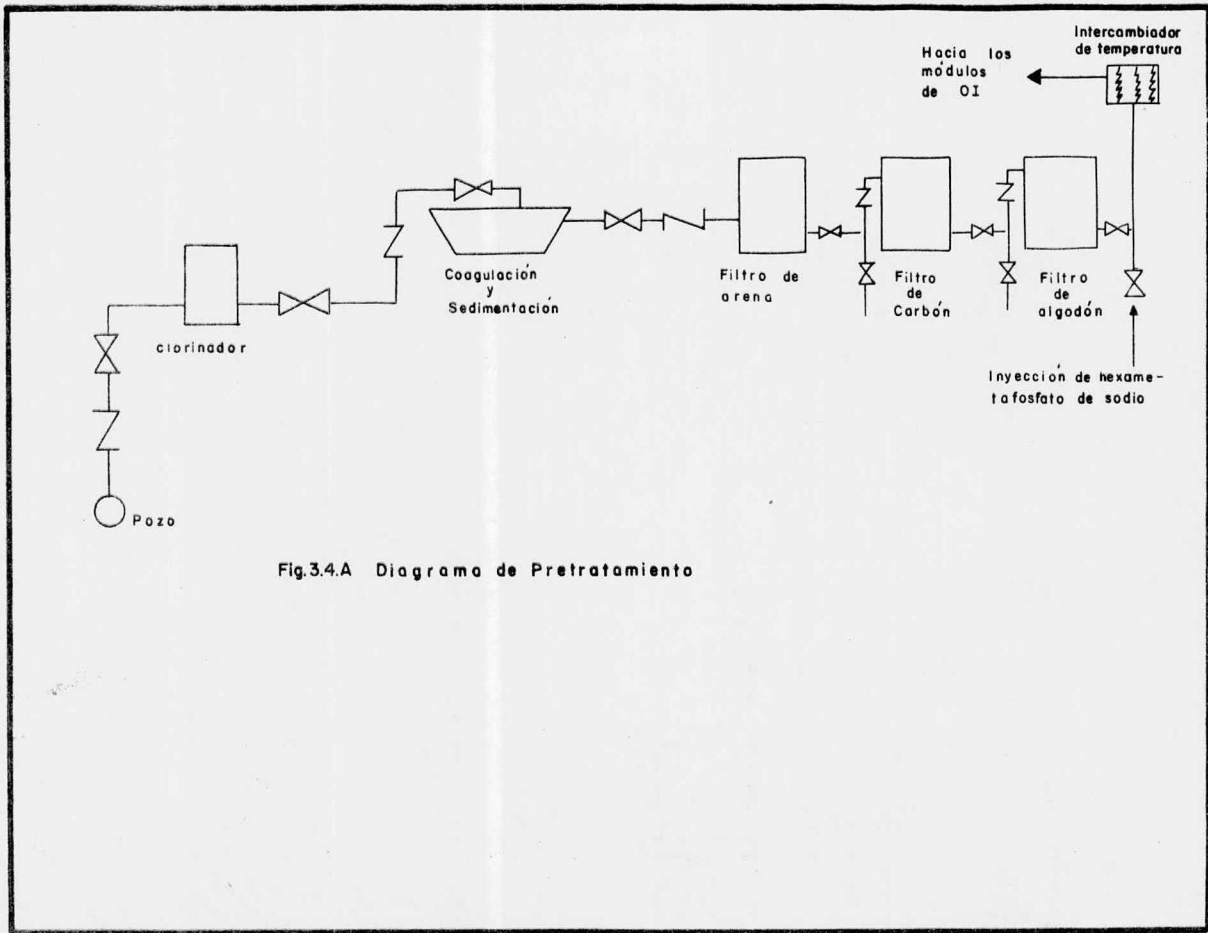 Intercambiador
de temperatura
Hacia los
módulos
de OI
Coagulación
y
Sedimentación
Filtro de
arena
Filtro
de
Carbón
Filtro
de
algodón
clorinador
Inyección de hexame-
tafosfato de sodio
Pozo
Fig.3.4.A Diagrama de Pretratamiento